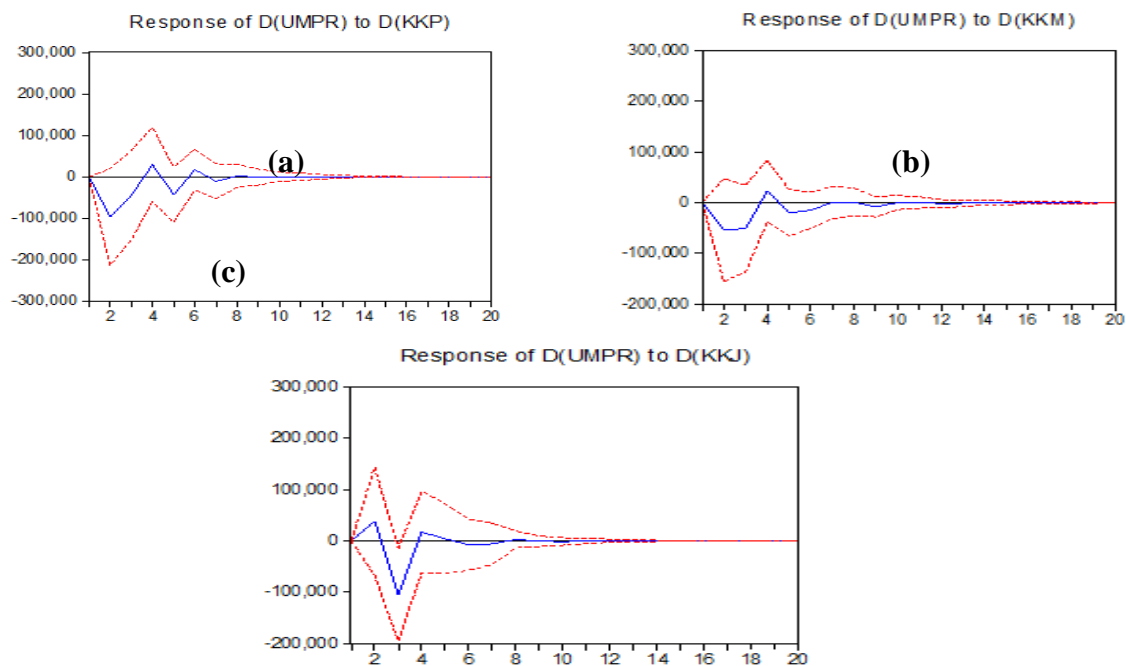 Response of D(UMPR) to D(KKP)
300,000
200,000
100,000
0
-100,000
-200,000
-300,000
2 4 6 8 10 12 14 16 18 20
(a)
(c)
Response of D(UMPR) to D(KKM)
300,000
200,000
100,000
0
-100,000
-200,000
2 4 6 8 10 12 14 16 18 20
(b)
Response of D(UMPR) to D(KKJ)
300,000
200,000
100,000
0
-100,000
-200,000
2 4 6 8 10 12 14 16 18 20